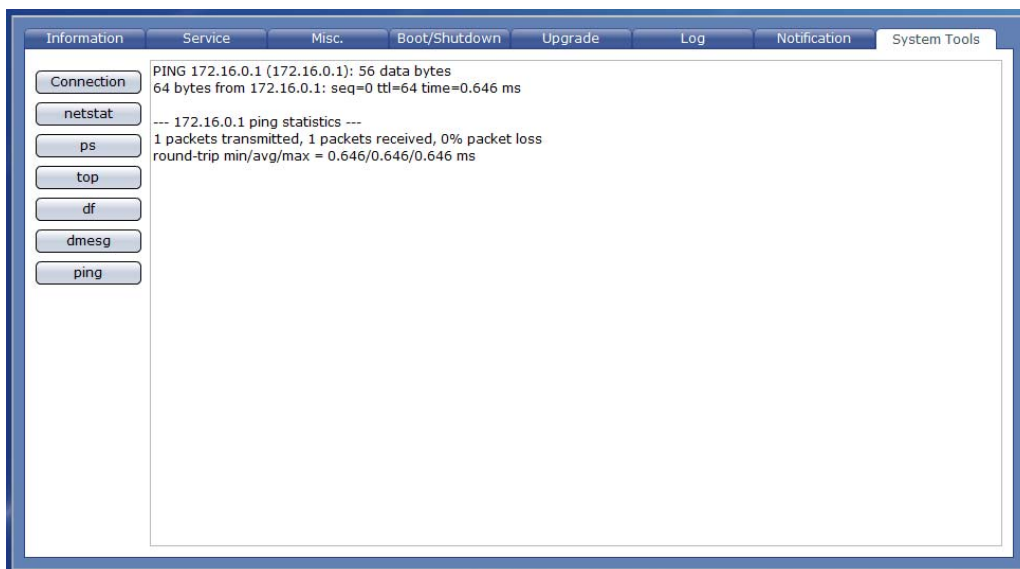 Information Service Misc. Boot/Shutdown Upgrade Log Notification System Tools
Connection
netstat
ps
top
df
dmesg
ping
PING 172.16.0.1 (172.16.0.1): 56 data bytes
64 bytes from 172.16.0.1: seq=0 ttl=64 time=0.646 ms
--- 172.16.0.1 ping statistics ---
1 packets transmitted, 1 packets received, 0% packet loss
round-trip min/avg/max = 0.646/0.646/0.646 ms